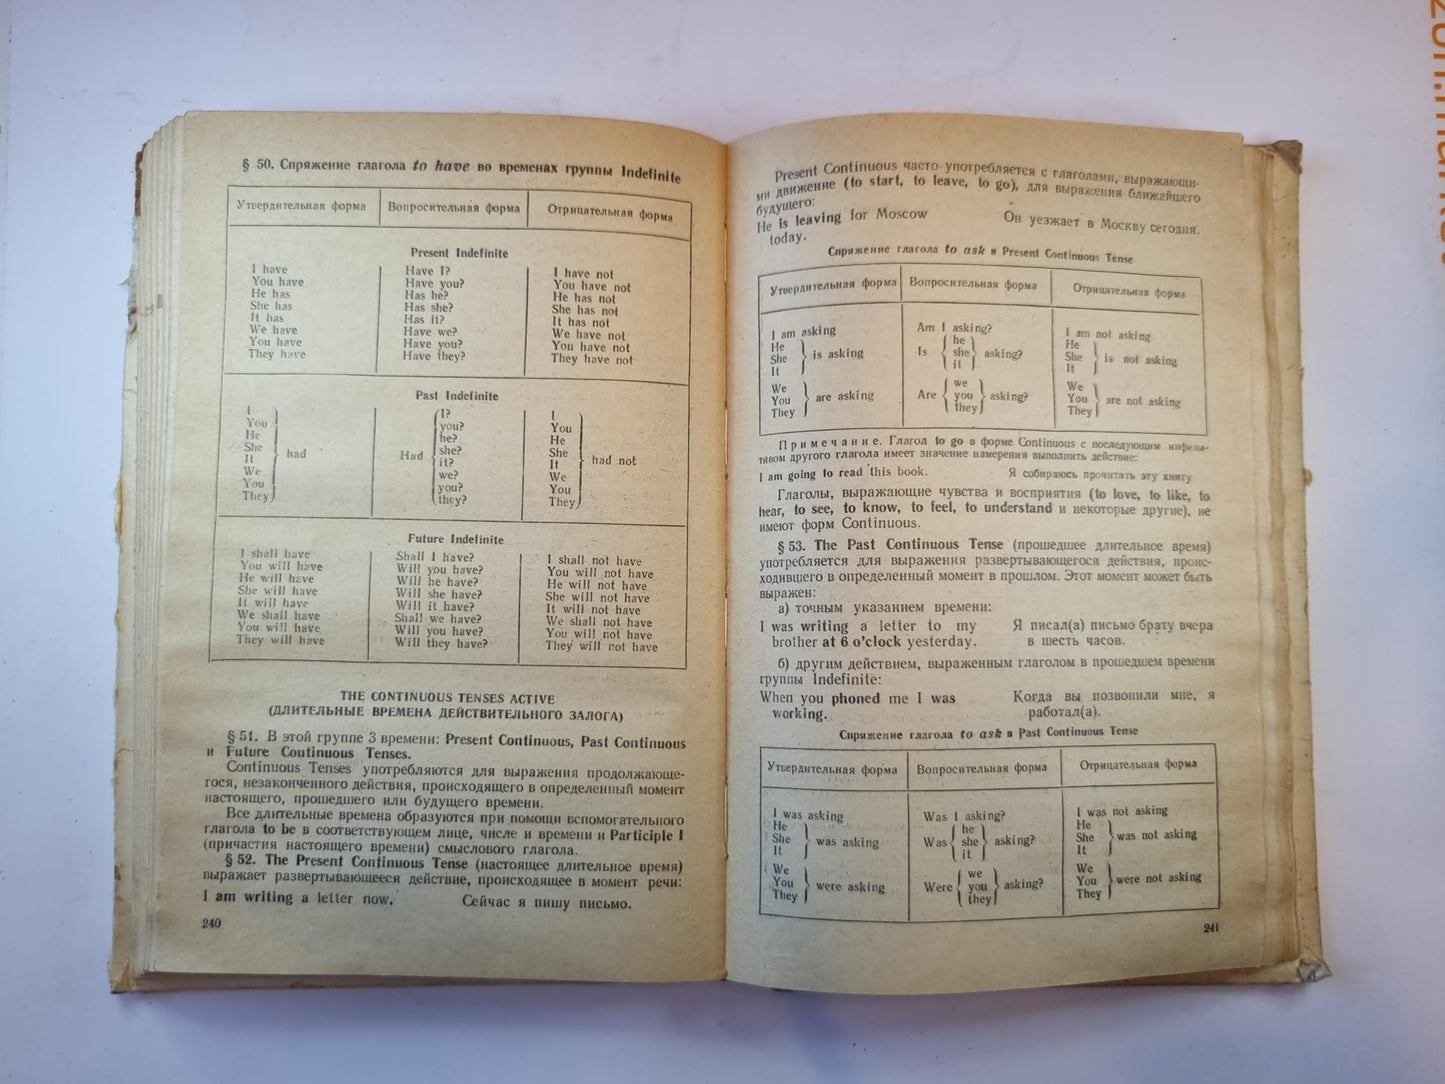 § 50. Спряжение глагола to have во временах группы Indefinite
Утвердительная форма Вопросительная форма Отрицательная форма
Present Indefinite
I have Have I? I have not
You have Have you? You have not
He has Has he? He has not
She has Has she? She has not
It has Has it? It has not
We have Have we? We have not
You have Have you? You have not
They have Have they? They have not
Past Indefinite
I I? I
You you? You
He he? He
She she? She
It had Had it? It had not
We we? We
You you? You
They they? They
Future Indefinite
I shall have Shall I have? I shall not have
You will have Will you have? You will not have
He will have Will he have? He will not have
She will have Will she have? She will not have
It will have Will it have? It will not have
We shall have Shall we have? We shall not have
You will have Will you have? You will not have
They will have Will they have? They will not have
THE CONTINUOUS TENSES ACTIVE
(ДЛИТЕЛЬНЫЕ ВРЕМЕНА ДЕЙСТВИТЕЛЬНОГО ЗАЛОГА)
§ 51. В этой группе 3 времени: Present Continuous, Past Continuous
и Future Continuous Tenses.
Continuous Tenses употребляются для выражения продолжающе-
гося, незаконченного действия, происходящего в определенный момент
настоящего, прошедшего или будущего времени.
Все длительные времена образуются при помощи вспомогательного
глагола to be в соответствующем лице, числе и времени и Participle I
(причастия настоящего времени) смыслового глагола.
§ 52. The Present Continuous Tense (настоящее длительное время)
выражает развертывающееся действие, происходящее в момент речи:
I am writing a letter now. Сейчас я пишу письмо.
240
Present Continuous часто употребляется с глаголами, выражающи-
ми движение (to start, to leave, to go), для выражения ближайшего
будущего:
He is leaving for Moscow Он уезжает в Москву сегодня.
today.
Спряжение глагола to ask в Present Continuous Tense
Утвердительная форма Вопросительная форма Отрицательная форма
I am asking Am I asking? I am not asking
He he He
She is asking Is she asking? She is not asking
It it It
We we We
You are asking Are you asking? You are not asking
They they They
Примечание. Глагол to go в форме Continuous с последующим инфини-
тивом другого глагола имеет значение намерения выполнить действие:
I am going to read this book. Я собираюсь прочитать эту книгу
Глаголы, выражающие чувства и восприятия (to love, to like, to
hear, to see, to know, to feel, to understand и некоторые другие), не
имеют форм Continuous.
§ 53. The Past Continuous Tense (прошедшее длительное время)
употребляется для выражения развертывающегося действия, проис-
ходившего в определенный момент в прошлом. Этот момент может быть
выражен:
а) точным указанием времени:
I was writing a letter to my Я писал(а) письмо брату вчера
brother at 6 o'clock yesterday. в шесть часов.
б) другим действием, выраженным глаголом в прошедшем времени
группы Indefinite:
When you phoned me I was Когда вы позвонили мне, я
working. работал(а).
Спряжение глагола to ask в Past Continuous Tense
Утвердительная форма Вопросительная форма Отрицательная форма
I was asking Was I asking? I was not asking
He he He
She was asking Was she asking? She was not asking
It it It
We we We
You were asking Were you asking? You were not asking
They they They
241